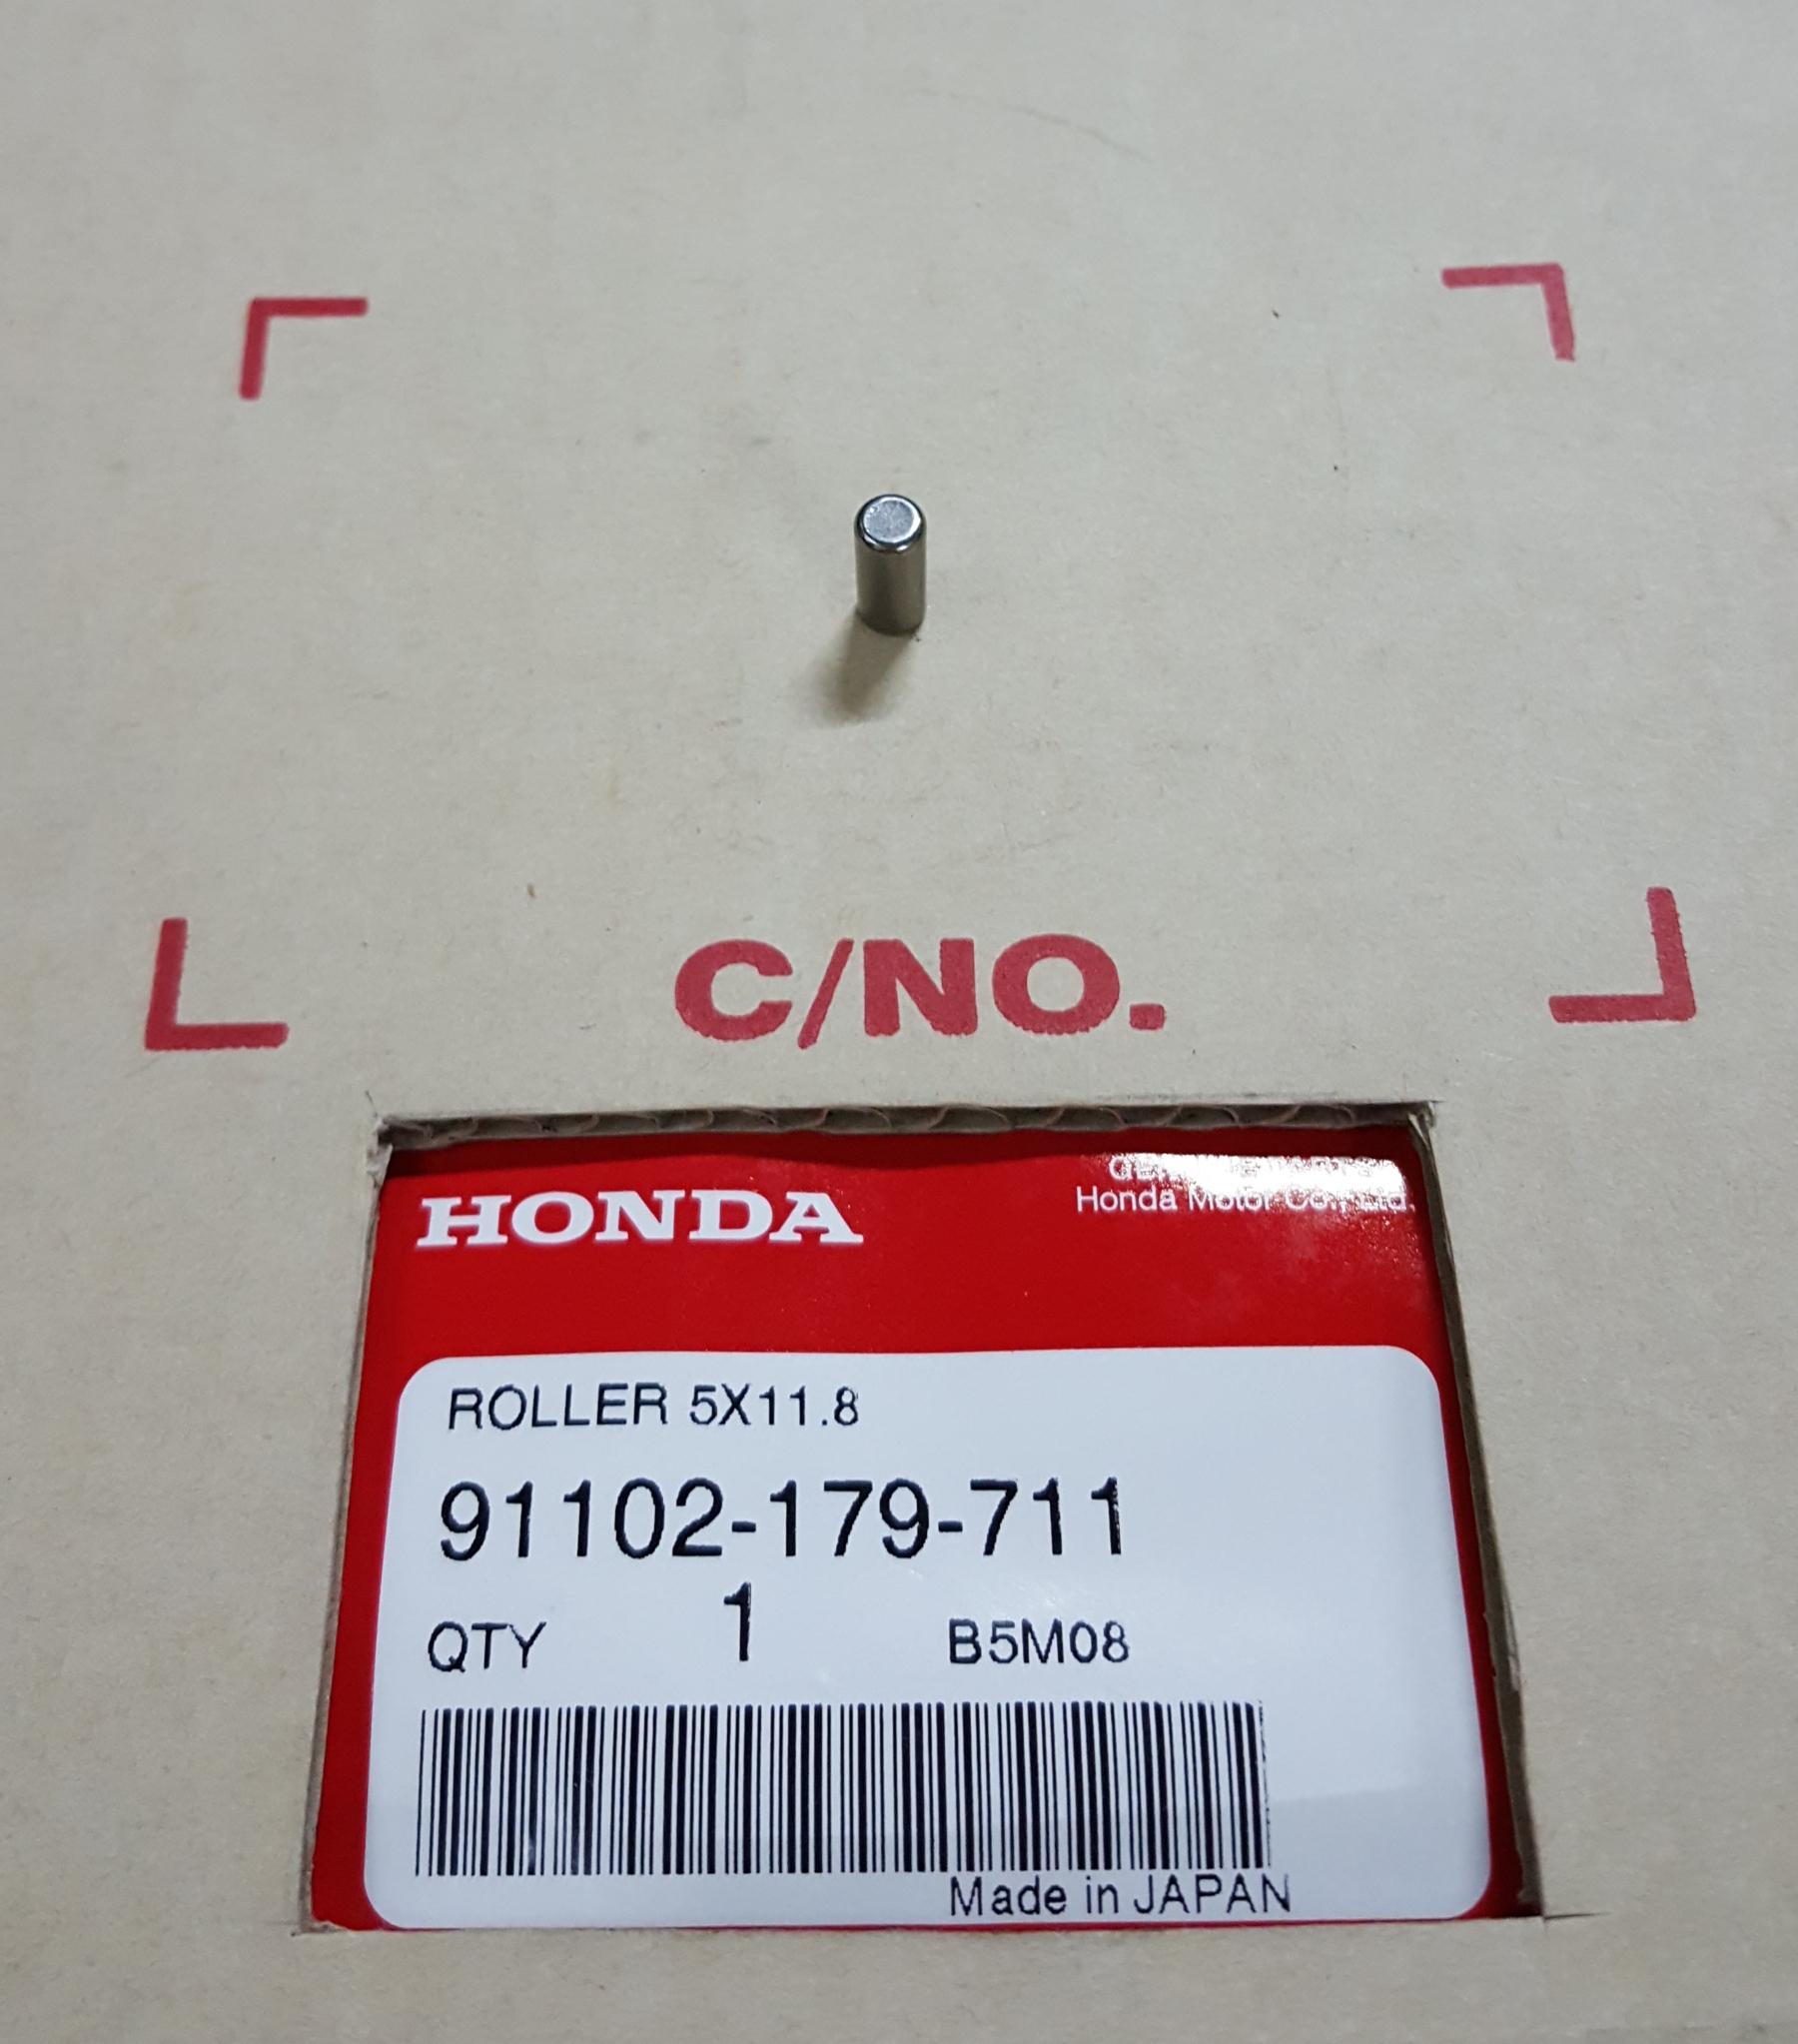 C/NO.
HONDA
Honda Motor Co., Ltd.
ROLLER 5X11.8
91102-179-711
QTY 1 B5M08
Made in JAPAN